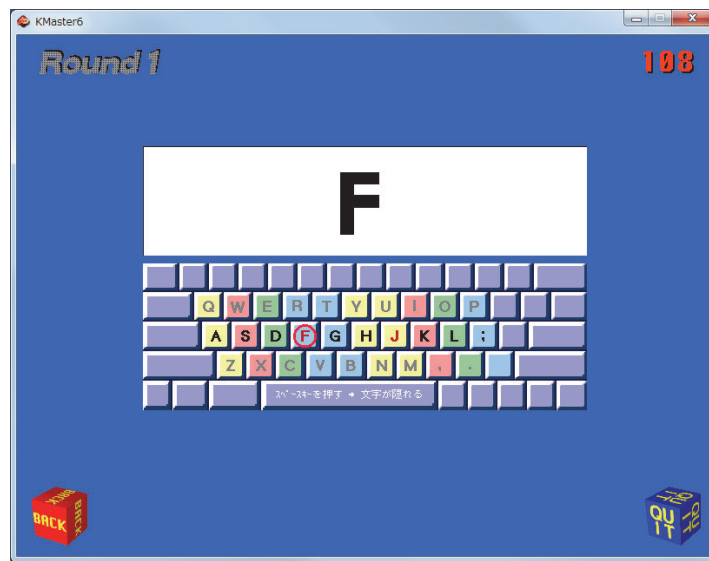 KMaster6
Round 1
108
F
Q W E R T Y U I O P
A S D F G H J K L ;
Z X C V B N M , .
スペースキーを押す → 文字が隠れる
BACK
BACK
BACK
QUIT
QUIT
QUIT